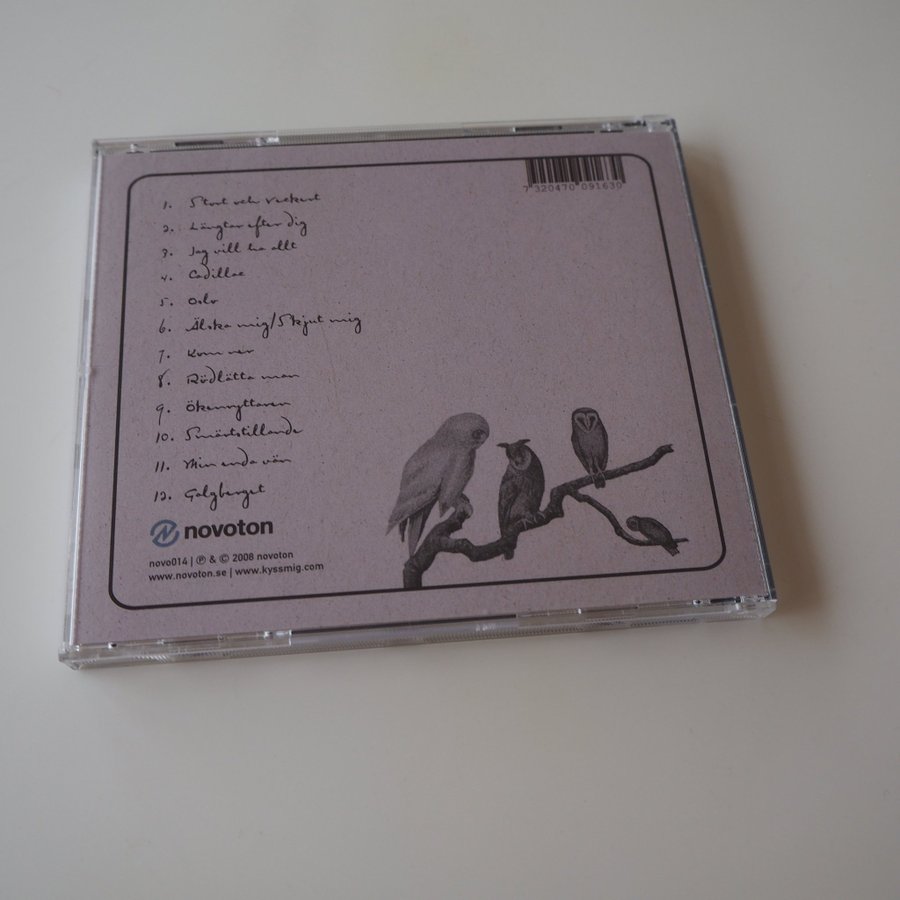 7 320470 091630
1. Stort och vackert
2. Längtar efter dig
3. Jag vill ha allt
4. Cadillac
5. Oslo
6. Älska mig/Skjut mig
7. Kom ner
8. Rödlätta man
9. Ökenryttaren
10. Smärtstillande
11. Min enda vän
12. Galgberget
novoton
novo014 | ℗ & © 2008 novoton
www.novoton.se | www.kyssmig.com